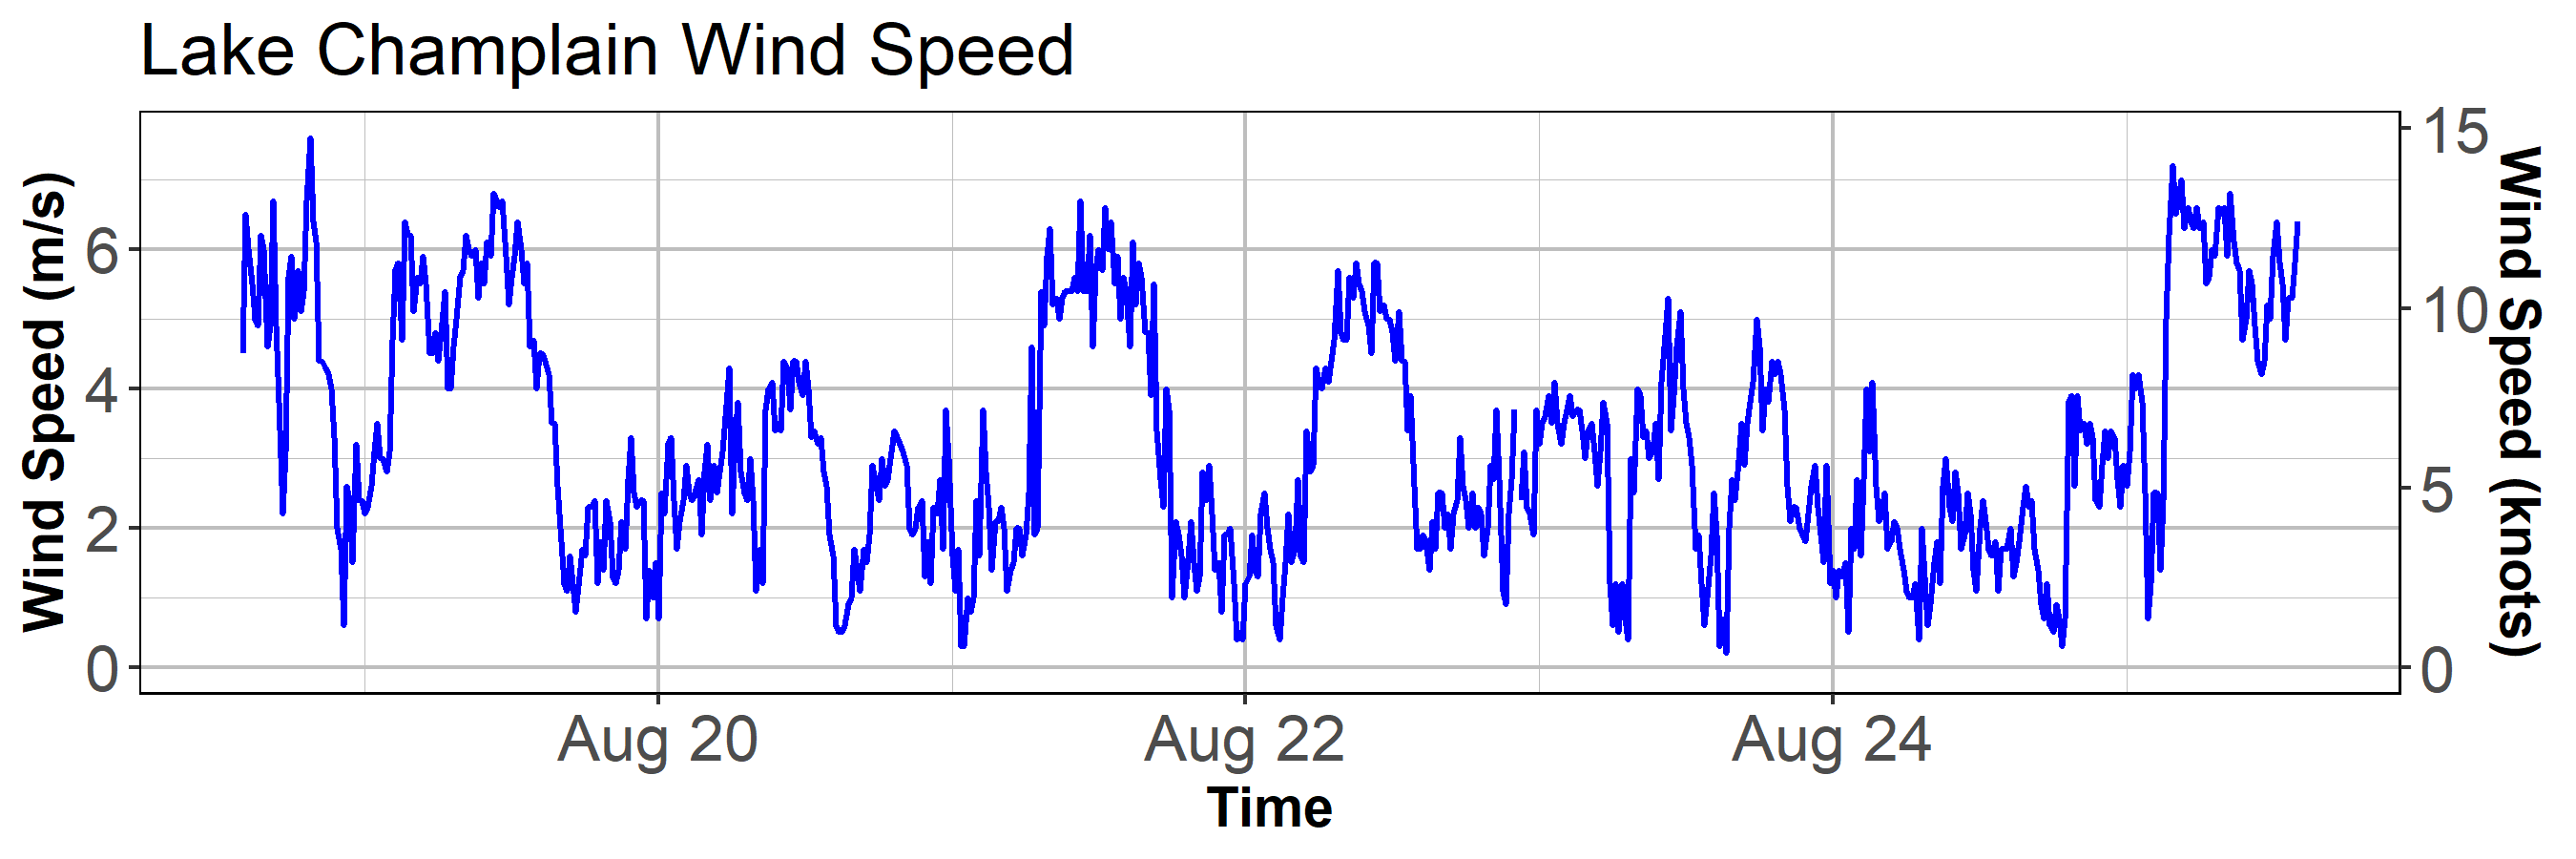 Lake Champlain Wind Speed
Wind Speed (m/s)
6
4
2
0
15
10
5
0
Wind Speed (knots)
Aug 20
Aug 22
Aug 24
Time